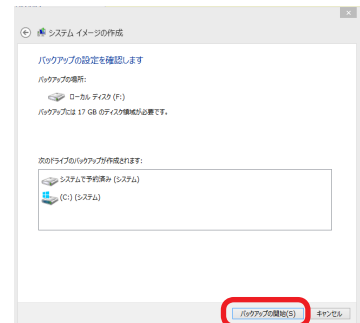 システム イメージの作成
バックアップの設定を確認します
バックアップの場所:
ローカル ディスク (F:)
バックアップには 17 GB のディスク領域が必要です。
次のドライブのバックアップが作成されます:
システムで予約済み (システム)
(C:) (システム)
バックアップの開始(S)
キャンセル